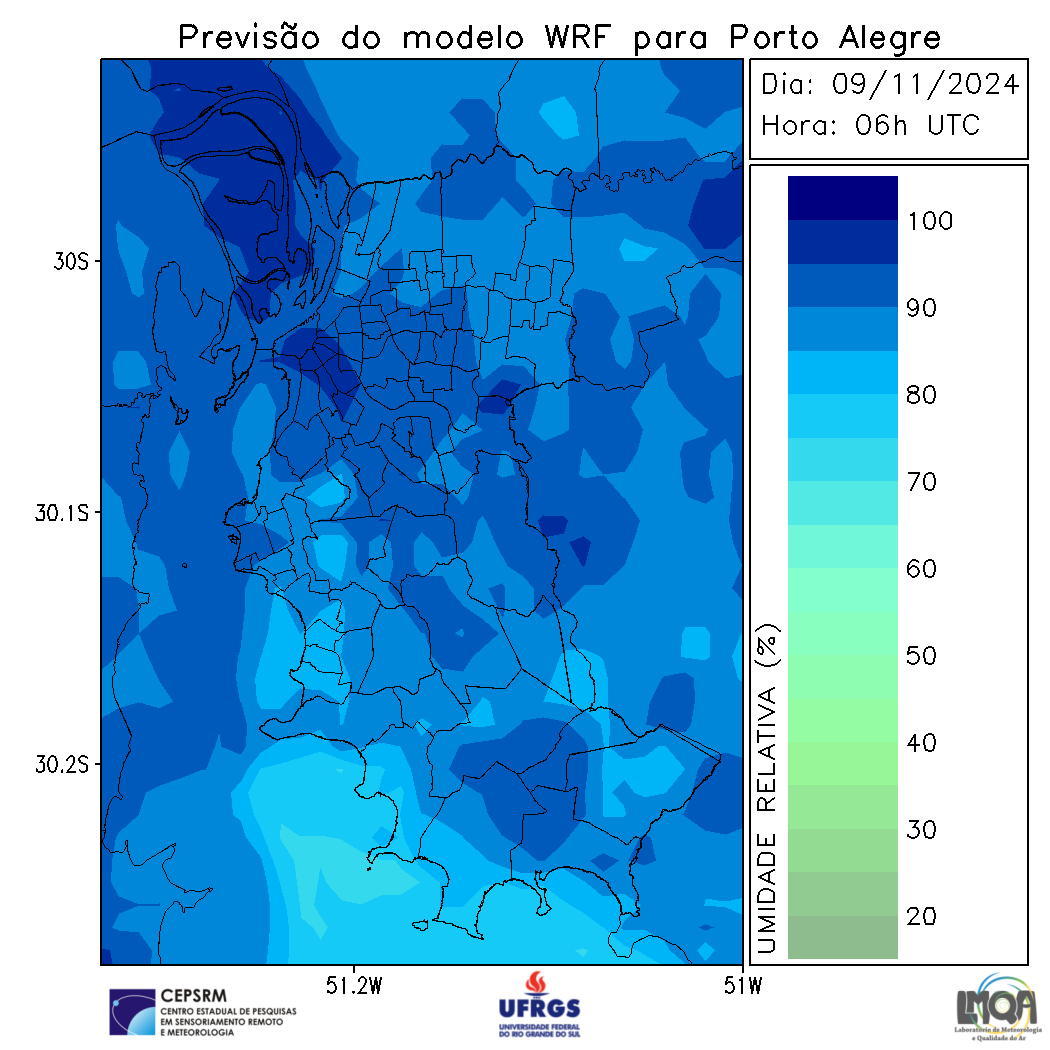 Previsão do modelo WRF para Porto Alegre
Dia: 09/11/2024
Hora: 06h UTC
30S
30.1S
30.2S
51.2W
51W
100
90
80
70
60
50
40
30
20
UMIDADE RELATIVA (%)
CEPSRM
CENTRO ESTADUAL DE PESQUISAS
EM SENSORIAMENTO REMOTO
E METEOROLOGIA
UFRGS
UNIVERSIDADE FEDERAL
DO RIO GRANDE DO SUL
LMQA
Laboratório de Meteorologia
e Qualidade do Ar